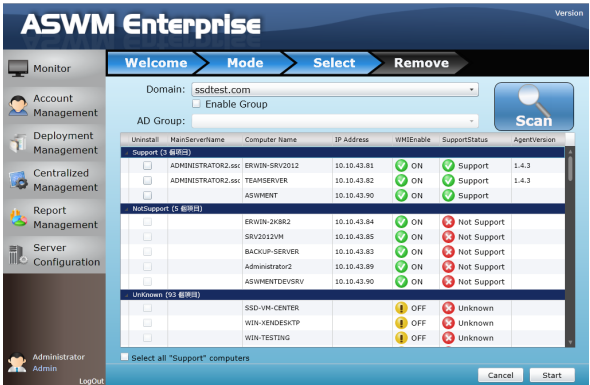 ASWM Enterprise
Version
Monitor
Account
Management
Deployment
Management
Centralized
Management
Report
Management
Server
Configuration
Administrator
Admin
LogOut
Welcome Mode Select Remove
Domain: ssdtest.com
Enable Group
AD Group:
Scan
Uninstall MainServerName Computer Name IP Address WMIEnable SupportStatus AgentVersion
Support (3 個項目)
ADMINISTRATOR2.ssc ERWIN-SRV2012 10.10.43.81 ON Support 1.4.3
ADMINISTRATOR2.ssc TEAMSERVER 10.10.43.82 ON Support 1.4.3
ASWMENT 10.10.43.90 ON Support
NotSupport (5 個項目)
ERWIN-2K8R2 10.10.43.84 ON Not Support
SRV2012VM 10.10.43.85 ON Not Support
BACKUP-SERVER 10.10.43.83 ON Not Support
Administrator2 10.10.43.89 ON Not Support
ASWMENTDEVSRV 10.10.43.90 ON Not Support
UnKnown (93 個項目)
SSD-VM-CENTER OFF Unknown
WIN-XENDESKTP OFF Unknown
WIN-TESTING OFF Unknown
Select all "Support" computers
Cancel Start